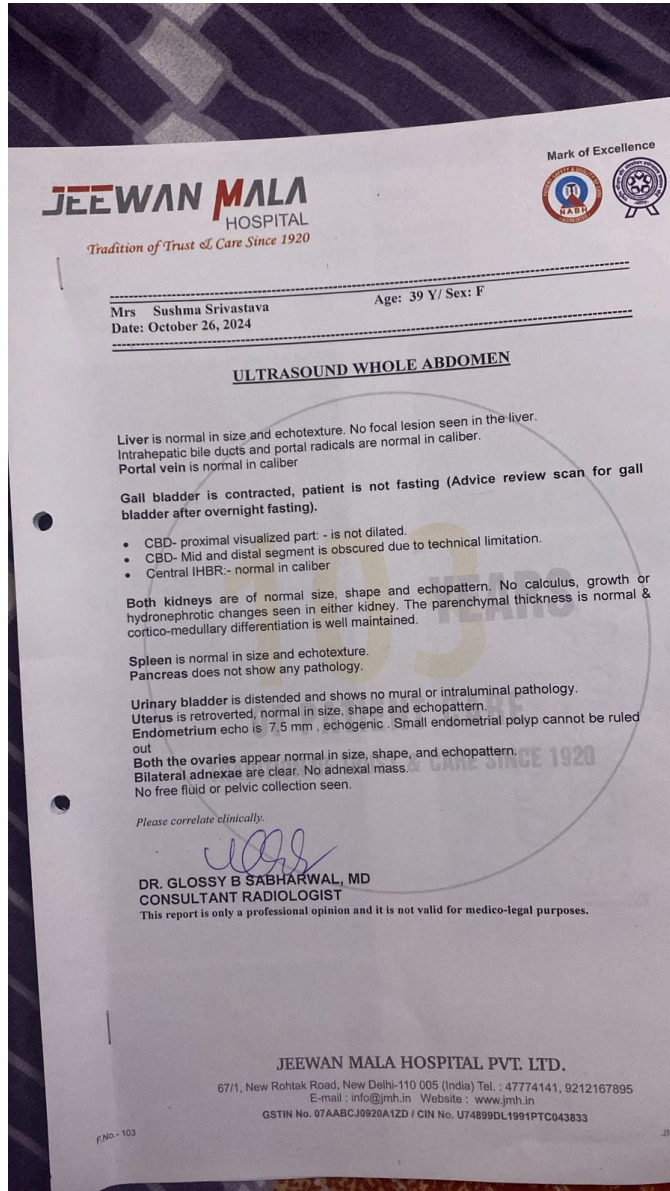 Mark of Excellence
NABH
JEEWAN MALA
HOSPITAL
Tradition of Trust & Care Since 1920
Mrs Sushma Srivastava Age: 39 Y/ Sex: F
Date: October 26, 2024
ULTRASOUND WHOLE ABDOMEN
Liver is normal in size and echotexture. No focal lesion seen in the liver.
Intrahepatic bile ducts and portal radicals are normal in caliber.
Portal vein is normal in caliber
Gall bladder is contracted, patient is not fasting (Advice review scan for gall
bladder after overnight fasting).
• CBD- proximal visualized part: - is not dilated.
• CBD- Mid and distal segment is obscured due to technical limitation.
• Central IHBR:- normal in caliber
103
YEARS
Both kidneys are of normal size, shape and echopattern. No calculus, growth or
hydronephrotic changes seen in either kidney. The parenchymal thickness is normal &
cortico-medullary differentiation is well maintained.
Spleen is normal in size and echotexture.
Pancreas does not show any pathology.
Urinary bladder is distended and shows no mural or intraluminal pathology.
Uterus is retroverted, normal in size, shape and echopattern.
Endometrium echo is 7.5 mm , echogenic . Small endometrial polyp cannot be ruled
out
Both the ovaries appear normal in size, shape, and echopattern.
Bilateral adnexae are clear. No adnexal mass.
& CARE SINCE 1920
No free fluid or pelvic collection seen.
Please correlate clinically.
DR. GLOSSY B SABHARWAL, MD
CONSULTANT RADIOLOGIST
This report is only a professional opinion and it is not valid for medico-legal purposes.
JEEWAN MALA HOSPITAL PVT. LTD.
67/1, New Rohtak Road, New Delhi-110 005 (India) Tel. : 47774141, 9212167895
E-mail : info@jmh.in Website : www.jmh.in
GSTIN No. 07AABCJ0920A1ZD / CIN No. U74899DL1991PTC043833
F.No.- 103